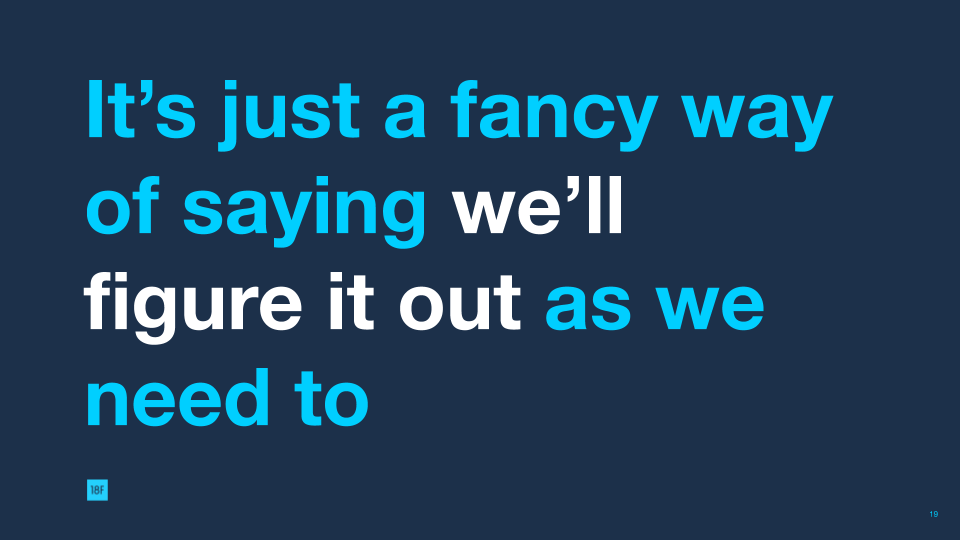 It’s just a fancy way
of saying we’ll
figure it out as we
need to
18F
19